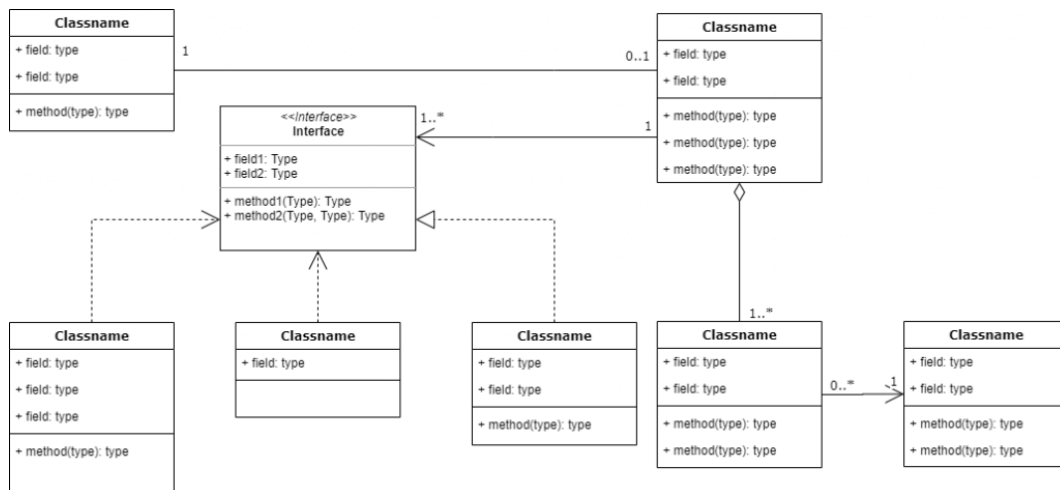 Classname
+ field: type
+ field: type
+ method(type): type
1
0..1
Classname
+ field: type
+ field: type
+ method(type): type
+ method(type): type
+ method(type): type
<<Interface>>
Interface
+ field1: Type
+ field2: Type
+ method1(Type): Type
+ method2(Type, Type): Type
1..*
1
Classname
+ field: type
+ field: type
+ field: type
+ method(type): type
Classname
+ field: type
Classname
+ field: type
+ field: type
+ method(type): type
1..*
Classname
+ field: type
+ field: type
+ method(type): type
+ method(type): type
0..*
1
Classname
+ field: type
+ field: type
+ method(type): type
+ method(type): type